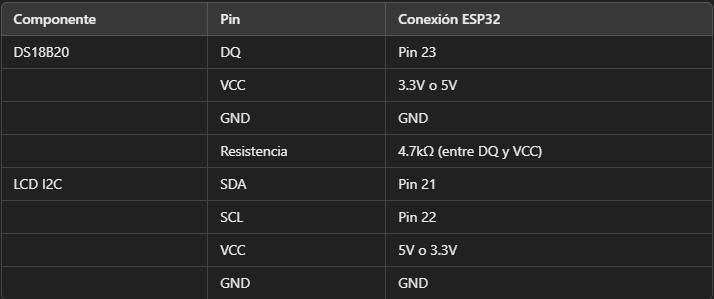 Componente Pin Conexión ESP32
DS18B20 DQ Pin 23
VCC 3.3V o 5V
GND GND
Resistencia 4.7kΩ (entre DQ y VCC)
LCD I2C SDA Pin 21
SCL Pin 22
VCC 5V o 3.3V
GND GND